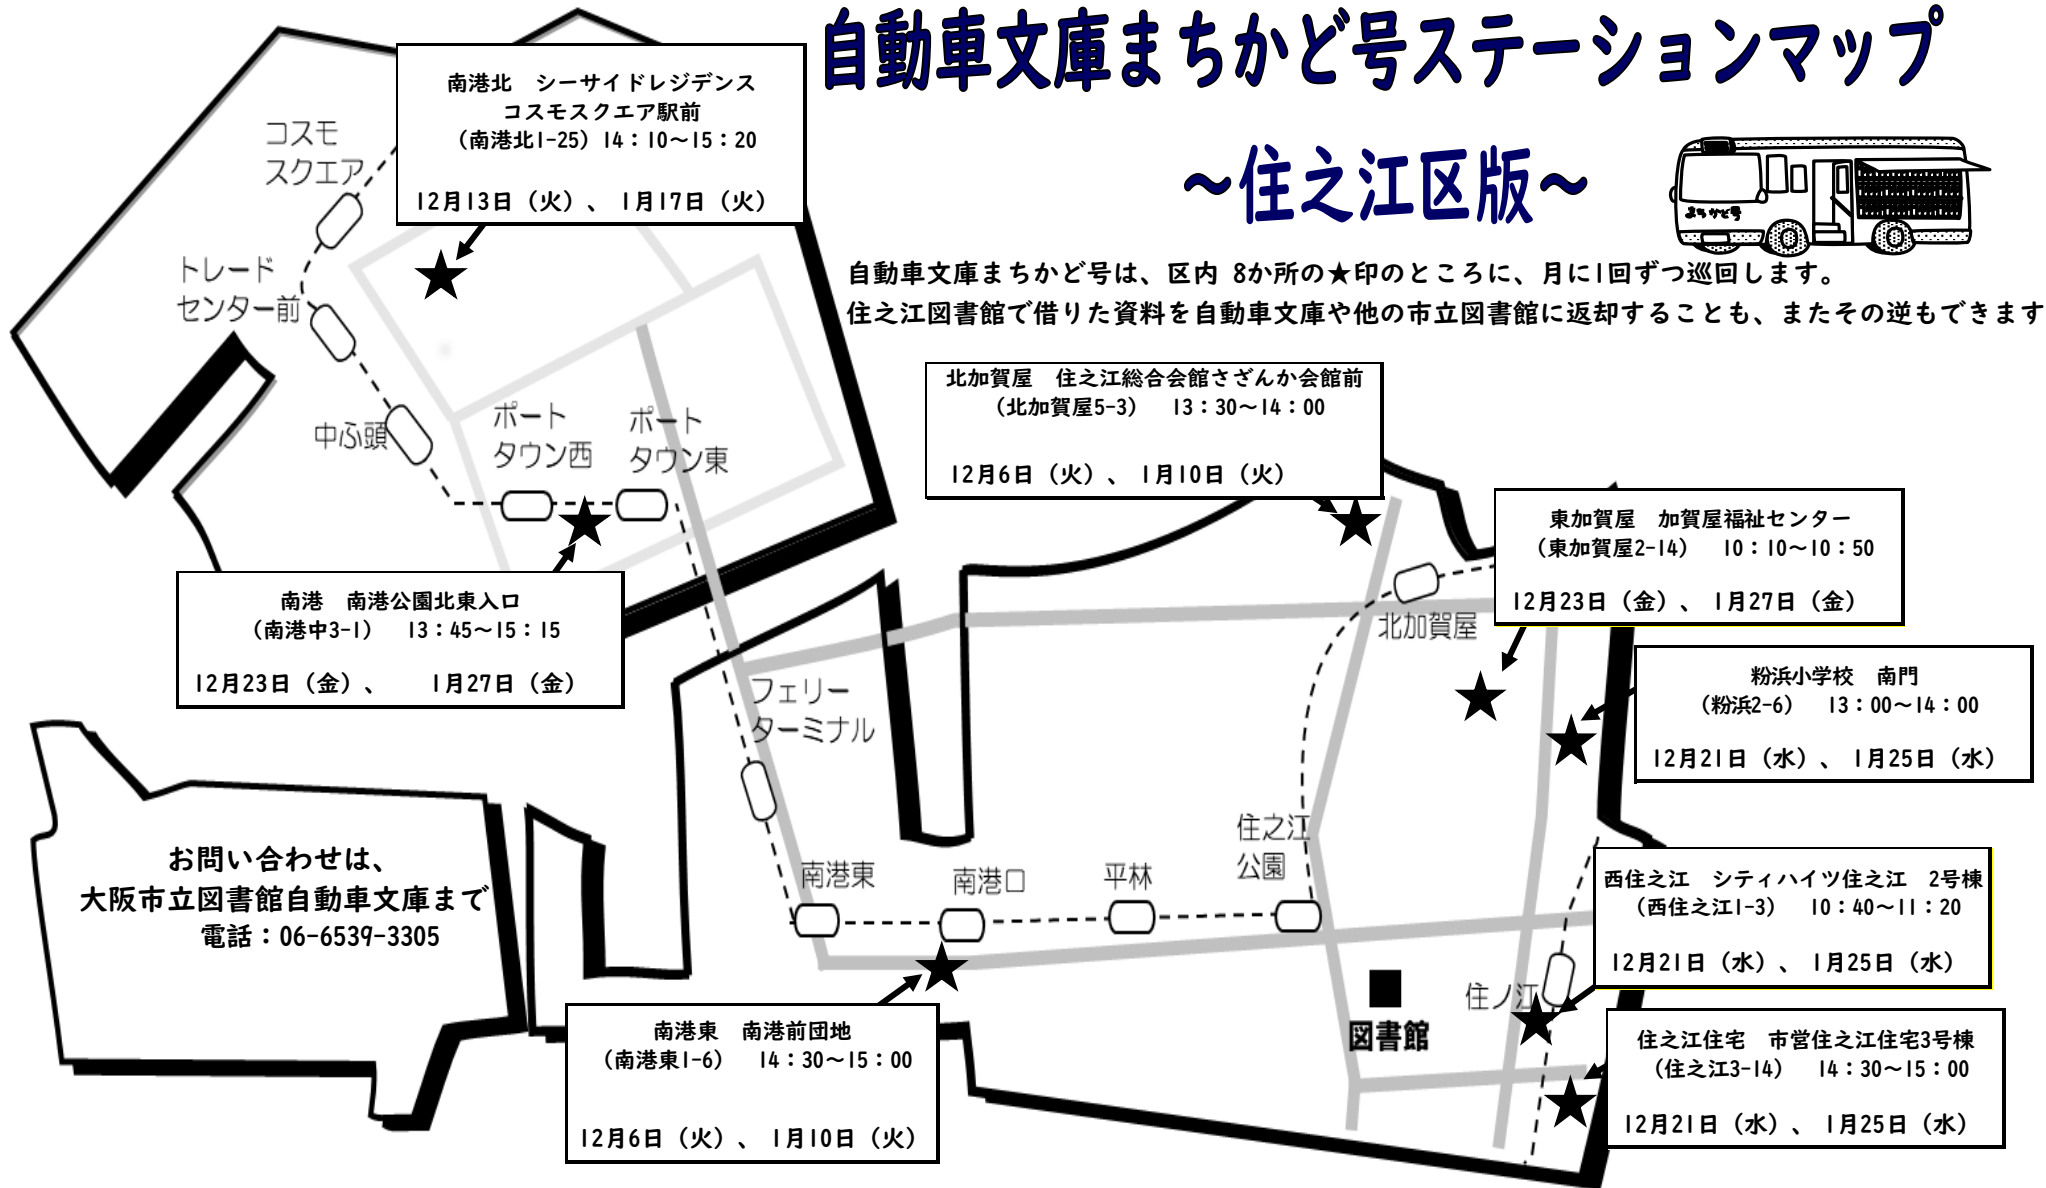 自動車文庫まちかど号ステーションマップ
～住之江区版～
まちかど号
自動車文庫まちかど号は、区内 8か所の★印のところに、月に1回ずつ巡回します。
住之江図書館で借りた資料を自動車文庫や他の市立図書館に返却することも、またその逆もできます
南港北　シーサイドレジデンス
コスモスクエア駅前
（南港北1-25）14：10～15：20
12月13日（火）、 1月17日（火）
コスモ
スクエア
トレード
センター前
中ふ頭
ポート
タウン西
ポート
タウン東
北加賀屋　住之江総合会館さざんか会館前
（北加賀屋5-3）　13：30～14：00
12月6日（火）、 1月10日（火）
東加賀屋　加賀屋福祉センター
（東加賀屋2-14）　10：10～10：50
12月23日（金）、 1月27日（金）
北加賀屋
南港　南港公園北東入口
（南港中3-1）　13：45～15：15
12月23日（金）、　　1月27日（金）
粉浜小学校　南門
（粉浜2-6）　13：00～14：00
12月21日（水）、 1月25日（水）
フェリー
ターミナル
お問い合わせは、
大阪市立図書館自動車文庫まで
電話：06-6539-3305
南港東
南港口
平林
住之江
公園
西住之江　シティハイツ住之江　2号棟
（西住之江1-3）　10：40～11：20
12月21日（水）、 1月25日（水）
住ノ江
図書館
南港東　南港前団地
（南港東1-6）　14：30～15：00
12月6日（火）、 1月10日（火）
住之江住宅　市営住之江住宅3号棟
（住之江3-14）　14：30～15：00
12月21日（水）、 1月25日（水）